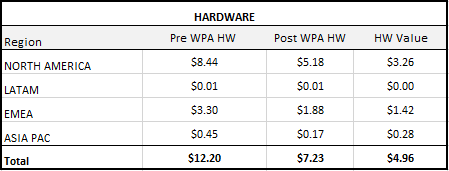 HARDWARE
Region Pre WPA HW Post WPA HW HW Value
NORTH AMERICA $8.44 $5.18 $3.26
LATAM $0.01 $0.01 $0.00
EMEA $3.30 $1.88 $1.42
ASIA PAC $0.45 $0.17 $0.28
Total $12.20 $7.23 $4.96